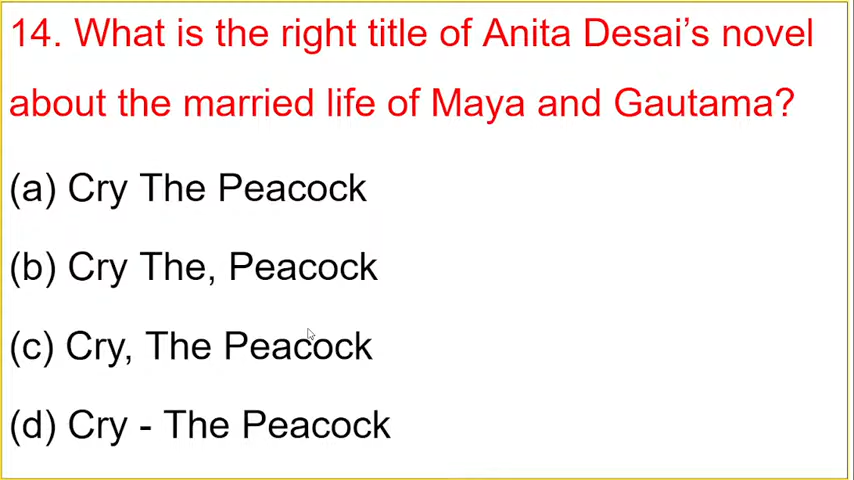 14. What is the right title of Anita Desai’s novel
about the married life of Maya and Gautama?
(a) Cry The Peacock
(b) Cry The, Peacock
(c) Cry, The Peacock
(d) Cry - The Peacock